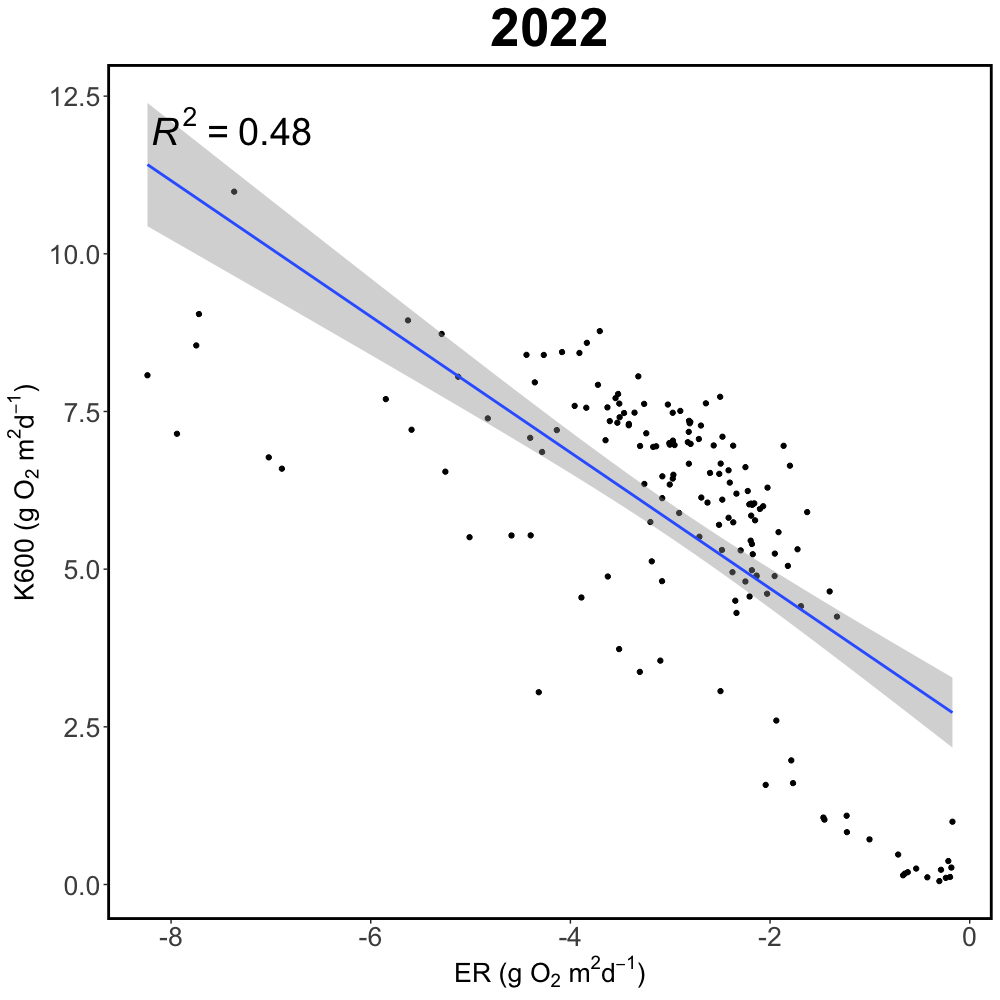 2022
R² = 0.48
12.5
10.0
7.5
5.0
2.5
0.0
K600 (g O₂ m²d⁻¹)
-8 -6 -4 -2 0
ER (g O₂ m²d⁻¹)